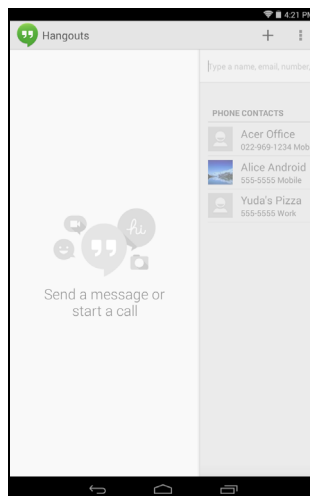 4:21 PM
Hangouts
Type a name, email, number,
PHONE CONTACTS
Acer Office
022-969-1234 Mob
Alice Android
555-5555 Mobile
Yuda's Pizza
555-5555 Work
hi
Send a message or
start a call